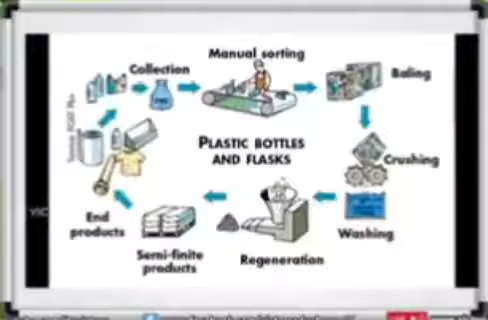 Manual sorting
Collection
Baling
PLASTIC BOTTLES
AND FLASKS
Crushing
Washing
Regeneration
Semi-finite
products
End
products